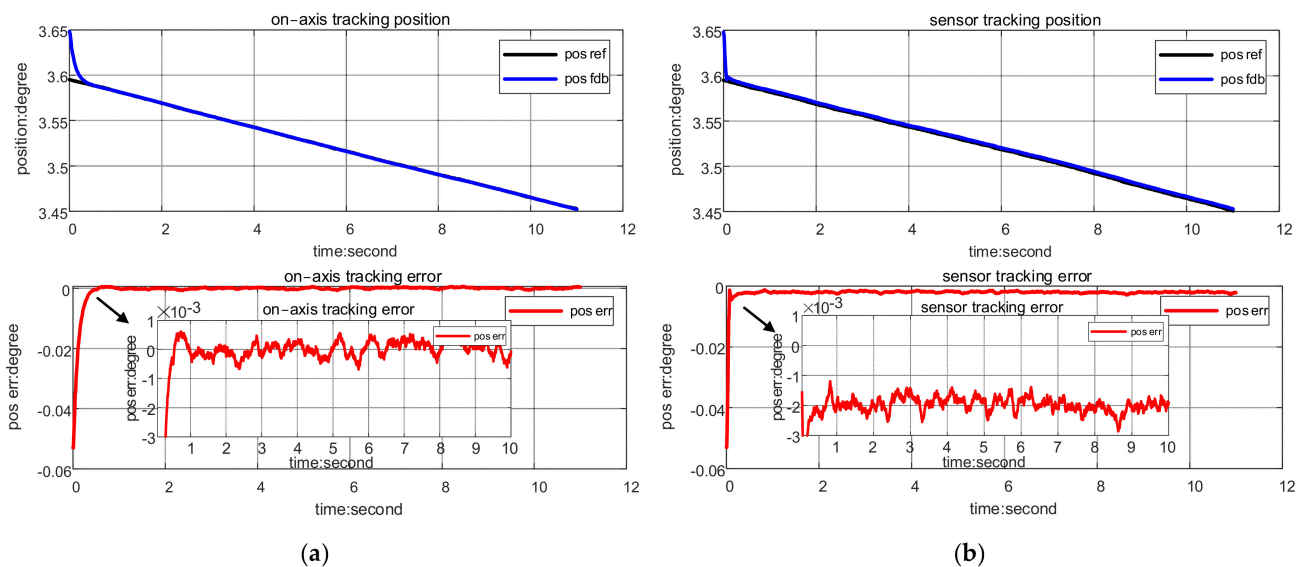 on-axis tracking position
3.65
3.6
3.55
3.5
3.45
position:degree
pos ref
pos fdb
0 2 4 6 8 10 12
time:second
on-axis tracking error
0
-0.02
-0.04
-0.06
pos err:degree
pos err
×10-3
on-axis tracking error
1
0
-1
-2
-3
pos err:degree
pos err
1 2 3 4 5 6 7 8 9 10
time:second
0 2 4 6 8 10 12
time:second
(a)
sensor tracking position
3.65
3.6
3.55
3.5
3.45
position:degree
pos ref
pos fdb
0 2 4 6 8 10 12
time:second
sensor tracking error
0
-0.02
-0.04
-0.06
pos err:degree
pos err
×10-3
sensor tracking error
1
0
-1
-2
-3
pos err:degree
pos err
1 2 3 4 5 6 7 8 9 10
time:second
0 2 4 6 8 10 12
time:second
(b)